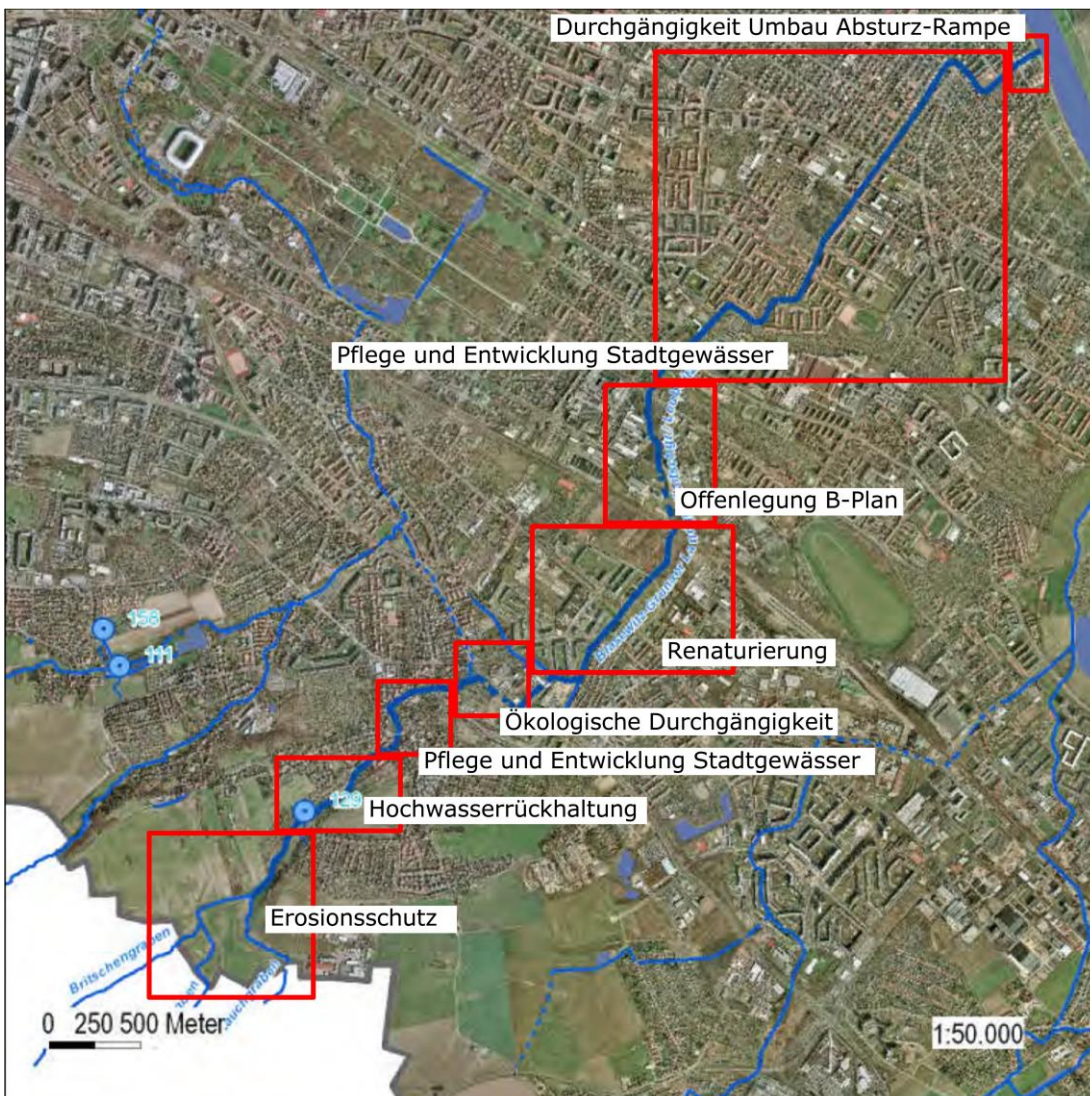 Durchgängigkeit Umbau Absturz-Rampe
Pflege und Entwicklung Stadtgewässer
Offenlegung B-Plan
Renaturierung
158
111
Ökologische Durchgängigkeit
Pflege und Entwicklung Stadtgewässer
129
Hochwasserrückhaltung
Erosionsschutz
Britschengraben
0 250 500 Meter
1:50.000